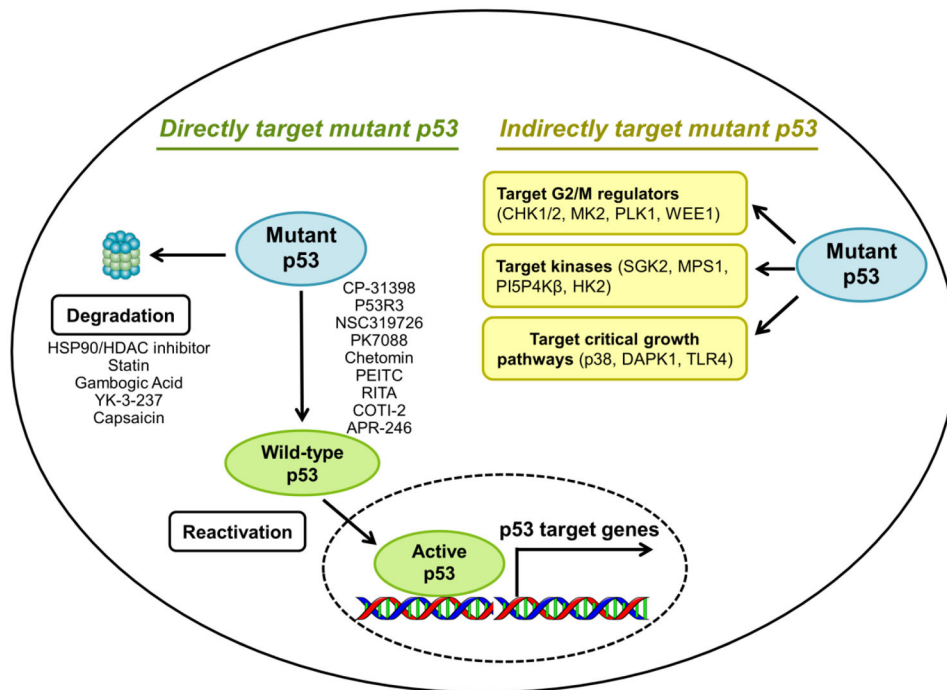 Directly target mutant p53
Mutant
p53
Degradation
HSP90/HDAC inhibitor
Statin
Gambogic Acid
YK-3-237
Capsaicin
CP-31398
P53R3
NSC319726
PK7088
Chetomin
PEITC
RITA
COTI-2
APR-246
Wild-type
p53
Reactivation
Active
p53
p53 target genes
Indirectly target mutant p53
Target G2/M regulators
(CHK1/2, MK2, PLK1, WEE1)
Target kinases (SGK2, MPS1,
PI5P4Kβ, HK2)
Target critical growth
pathways (p38, DAPK1, TLR4)
Mutant
p53